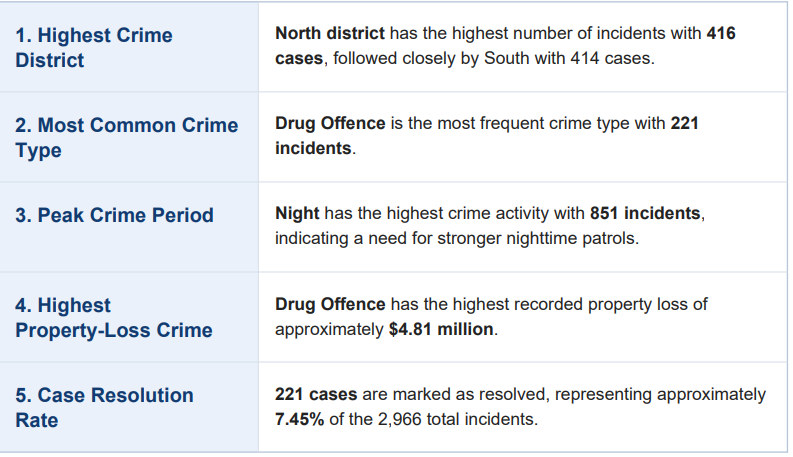 1. Highest Crime
District
North district has the highest number of incidents with 416
cases, followed closely by South with 414 cases.
2. Most Common Crime
Type
Drug Offence is the most frequent crime type with 221
incidents.
3. Peak Crime Period
Night has the highest crime activity with 851 incidents,
indicating a need for stronger nighttime patrols.
4. Highest
Property-Loss Crime
Drug Offence has the highest recorded property loss of
approximately $4.81 million.
5. Case Resolution
Rate
221 cases are marked as resolved, representing approximately
7.45% of the 2,966 total incidents.